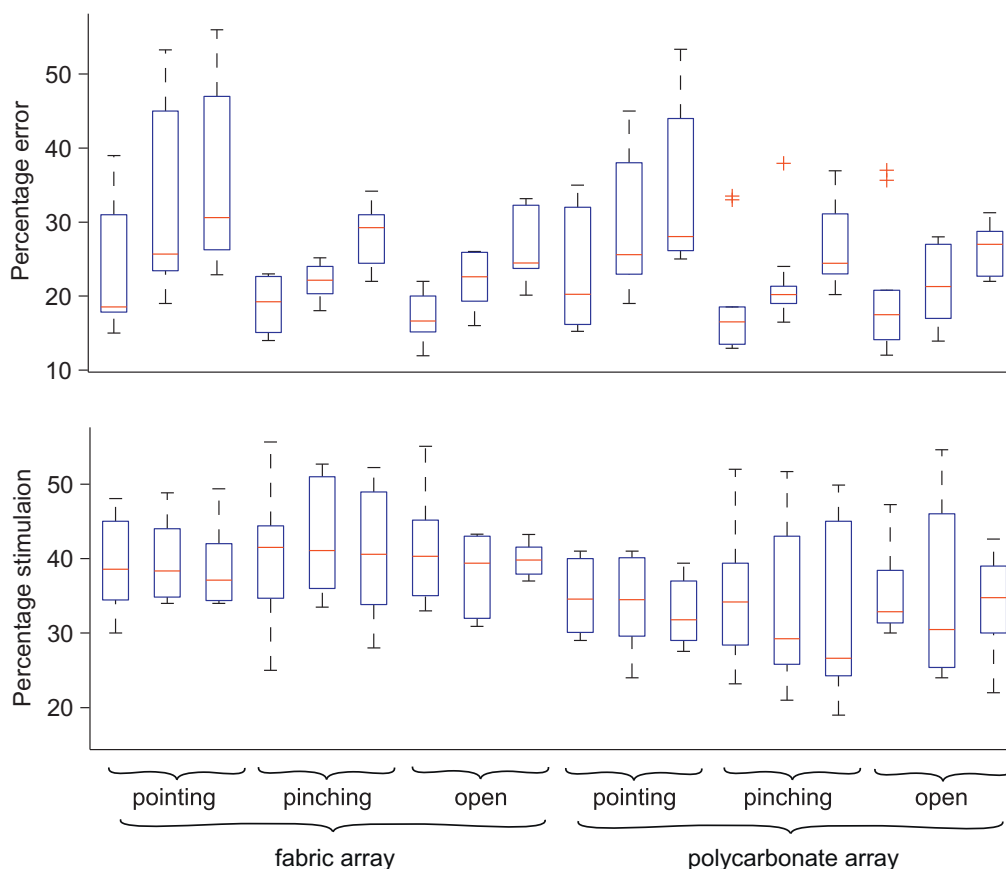 Percentage error
50
40
30
20
10
Percentage stimulaion
50
40
30
20
pointing pinching open pointing pinching open
fabric array polycarbonate array